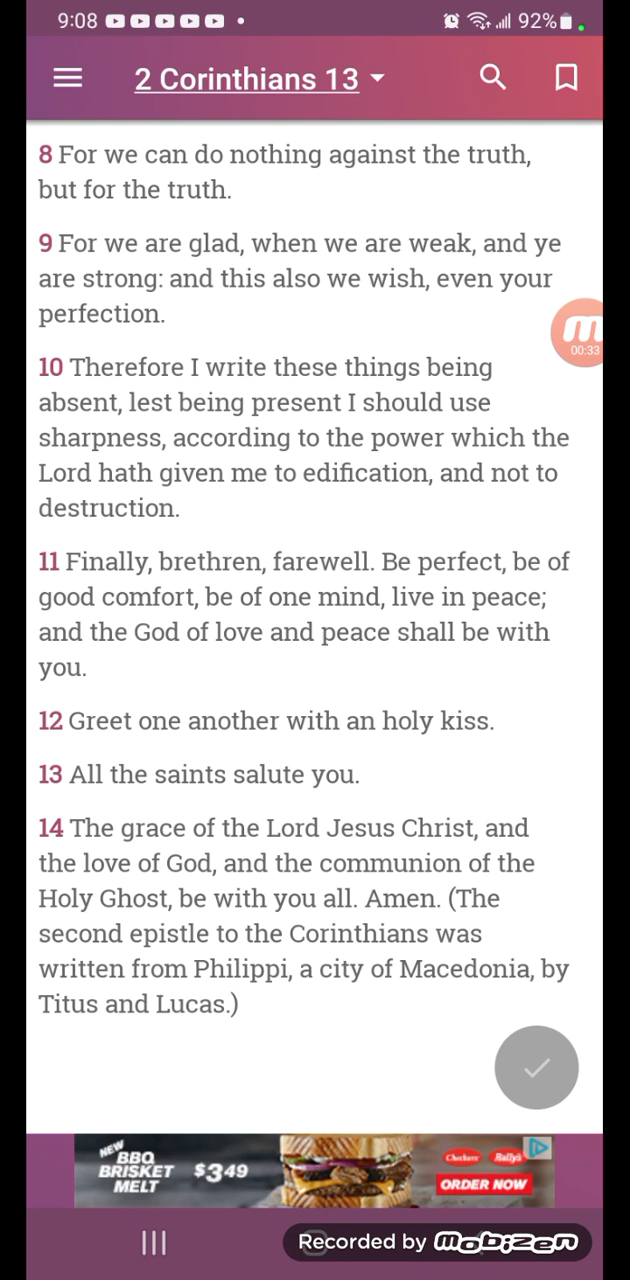 9:08 92%
2 Corinthians 13
8 For we can do nothing against the truth,
but for the truth.
9 For we are glad, when we are weak, and ye
are strong: and this also we wish, even your
perfection.
00:33
10 Therefore I write these things being
absent, lest being present I should use
sharpness, according to the power which the
Lord hath given me to edification, and not to
destruction.
11 Finally, brethren, farewell. Be perfect, be of
good comfort, be of one mind, live in peace;
and the God of love and peace shall be with
you.
12 Greet one another with an holy kiss.
13 All the saints salute you.
14 The grace of the Lord Jesus Christ, and
the love of God, and the communion of the
Holy Ghost, be with you all. Amen. (The
second epistle to the Corinthians was
written from Philippi, a city of Macedonia, by
Titus and Lucas.)
NEW
BBQ
BRISKET $349
MELT
Checkers Rally's
ORDER NOW
Recorded by mobizen